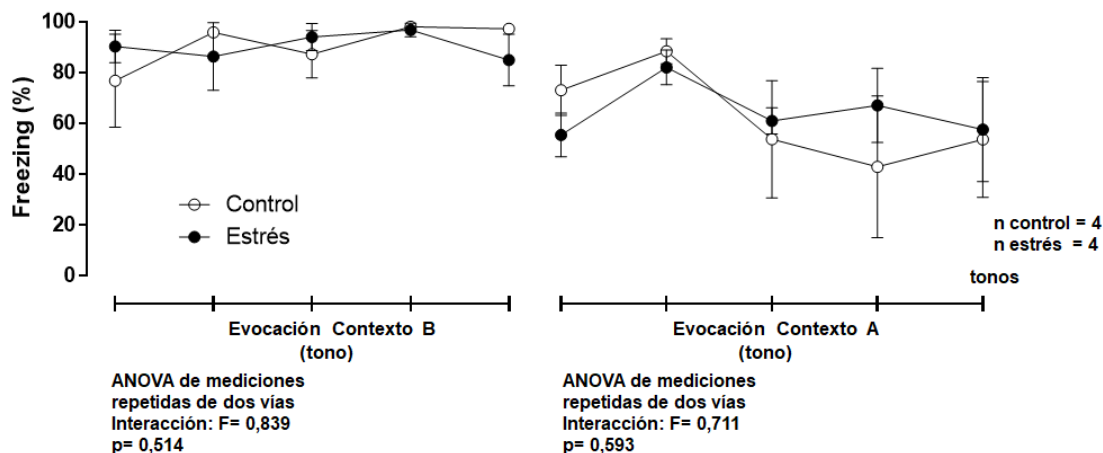 Freezing (%)
100
80
60
40
20
0
Control
Estrés
n control = 4
n estrés = 4
tonos
Evocación Contexto B
(tono)
ANOVA de mediciones
repetidas de dos vías
Interacción: F= 0,839
p= 0,514
Evocación Contexto A
(tono)
ANOVA de mediciones
repetidas de dos vías
Interacción: F= 0,711
p= 0,593